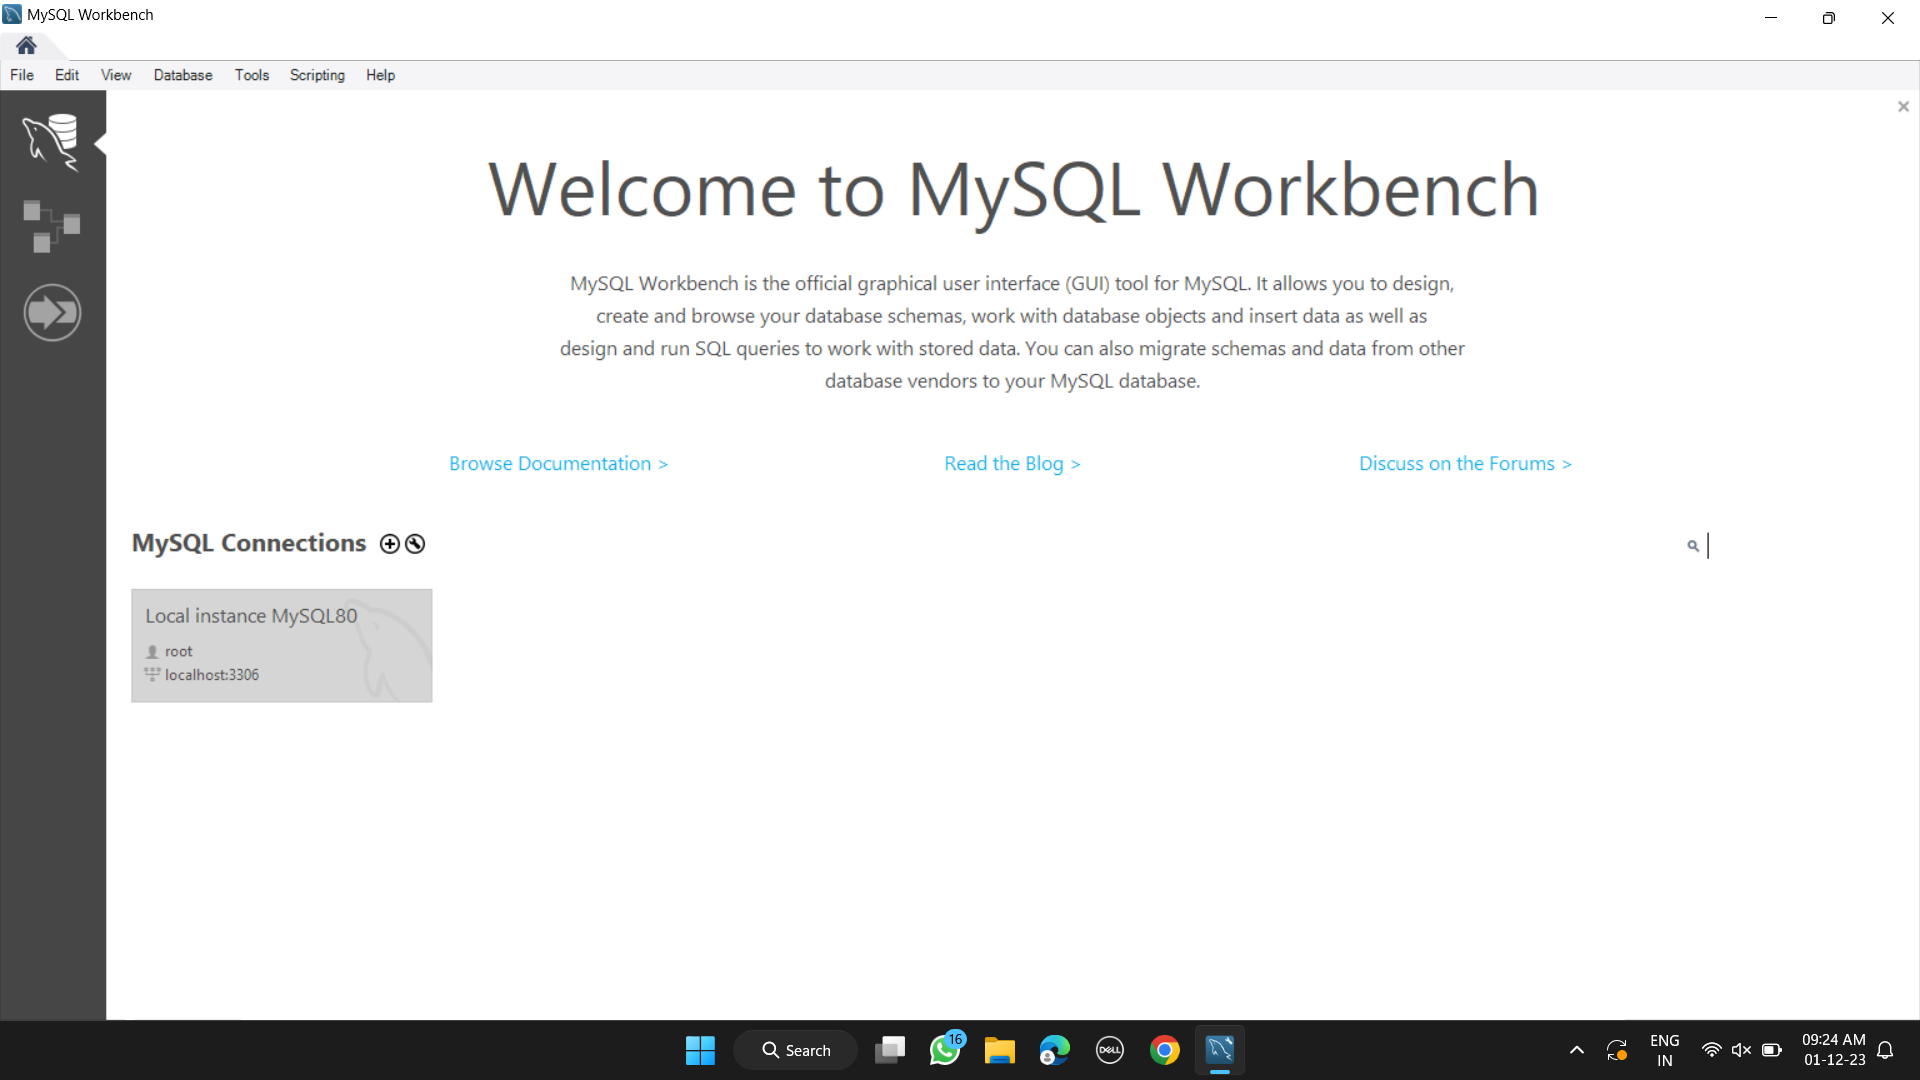 MySQL Workbench
File Edit View Database Tools Scripting Help
Welcome to MySQL Workbench
MySQL Workbench is the official graphical user interface (GUI) tool for MySQL. It allows you to design,
create and browse your database schemas, work with database objects and insert data as well as
design and run SQL queries to work with stored data. You can also migrate schemas and data from other
database vendors to your MySQL database.
Browse Documentation > Read the Blog > Discuss on the Forums >
MySQL Connections
Local instance MySQL80
root
localhost:3306
Search
16
DELL
ENG
IN
09:24 AM
01-12-23